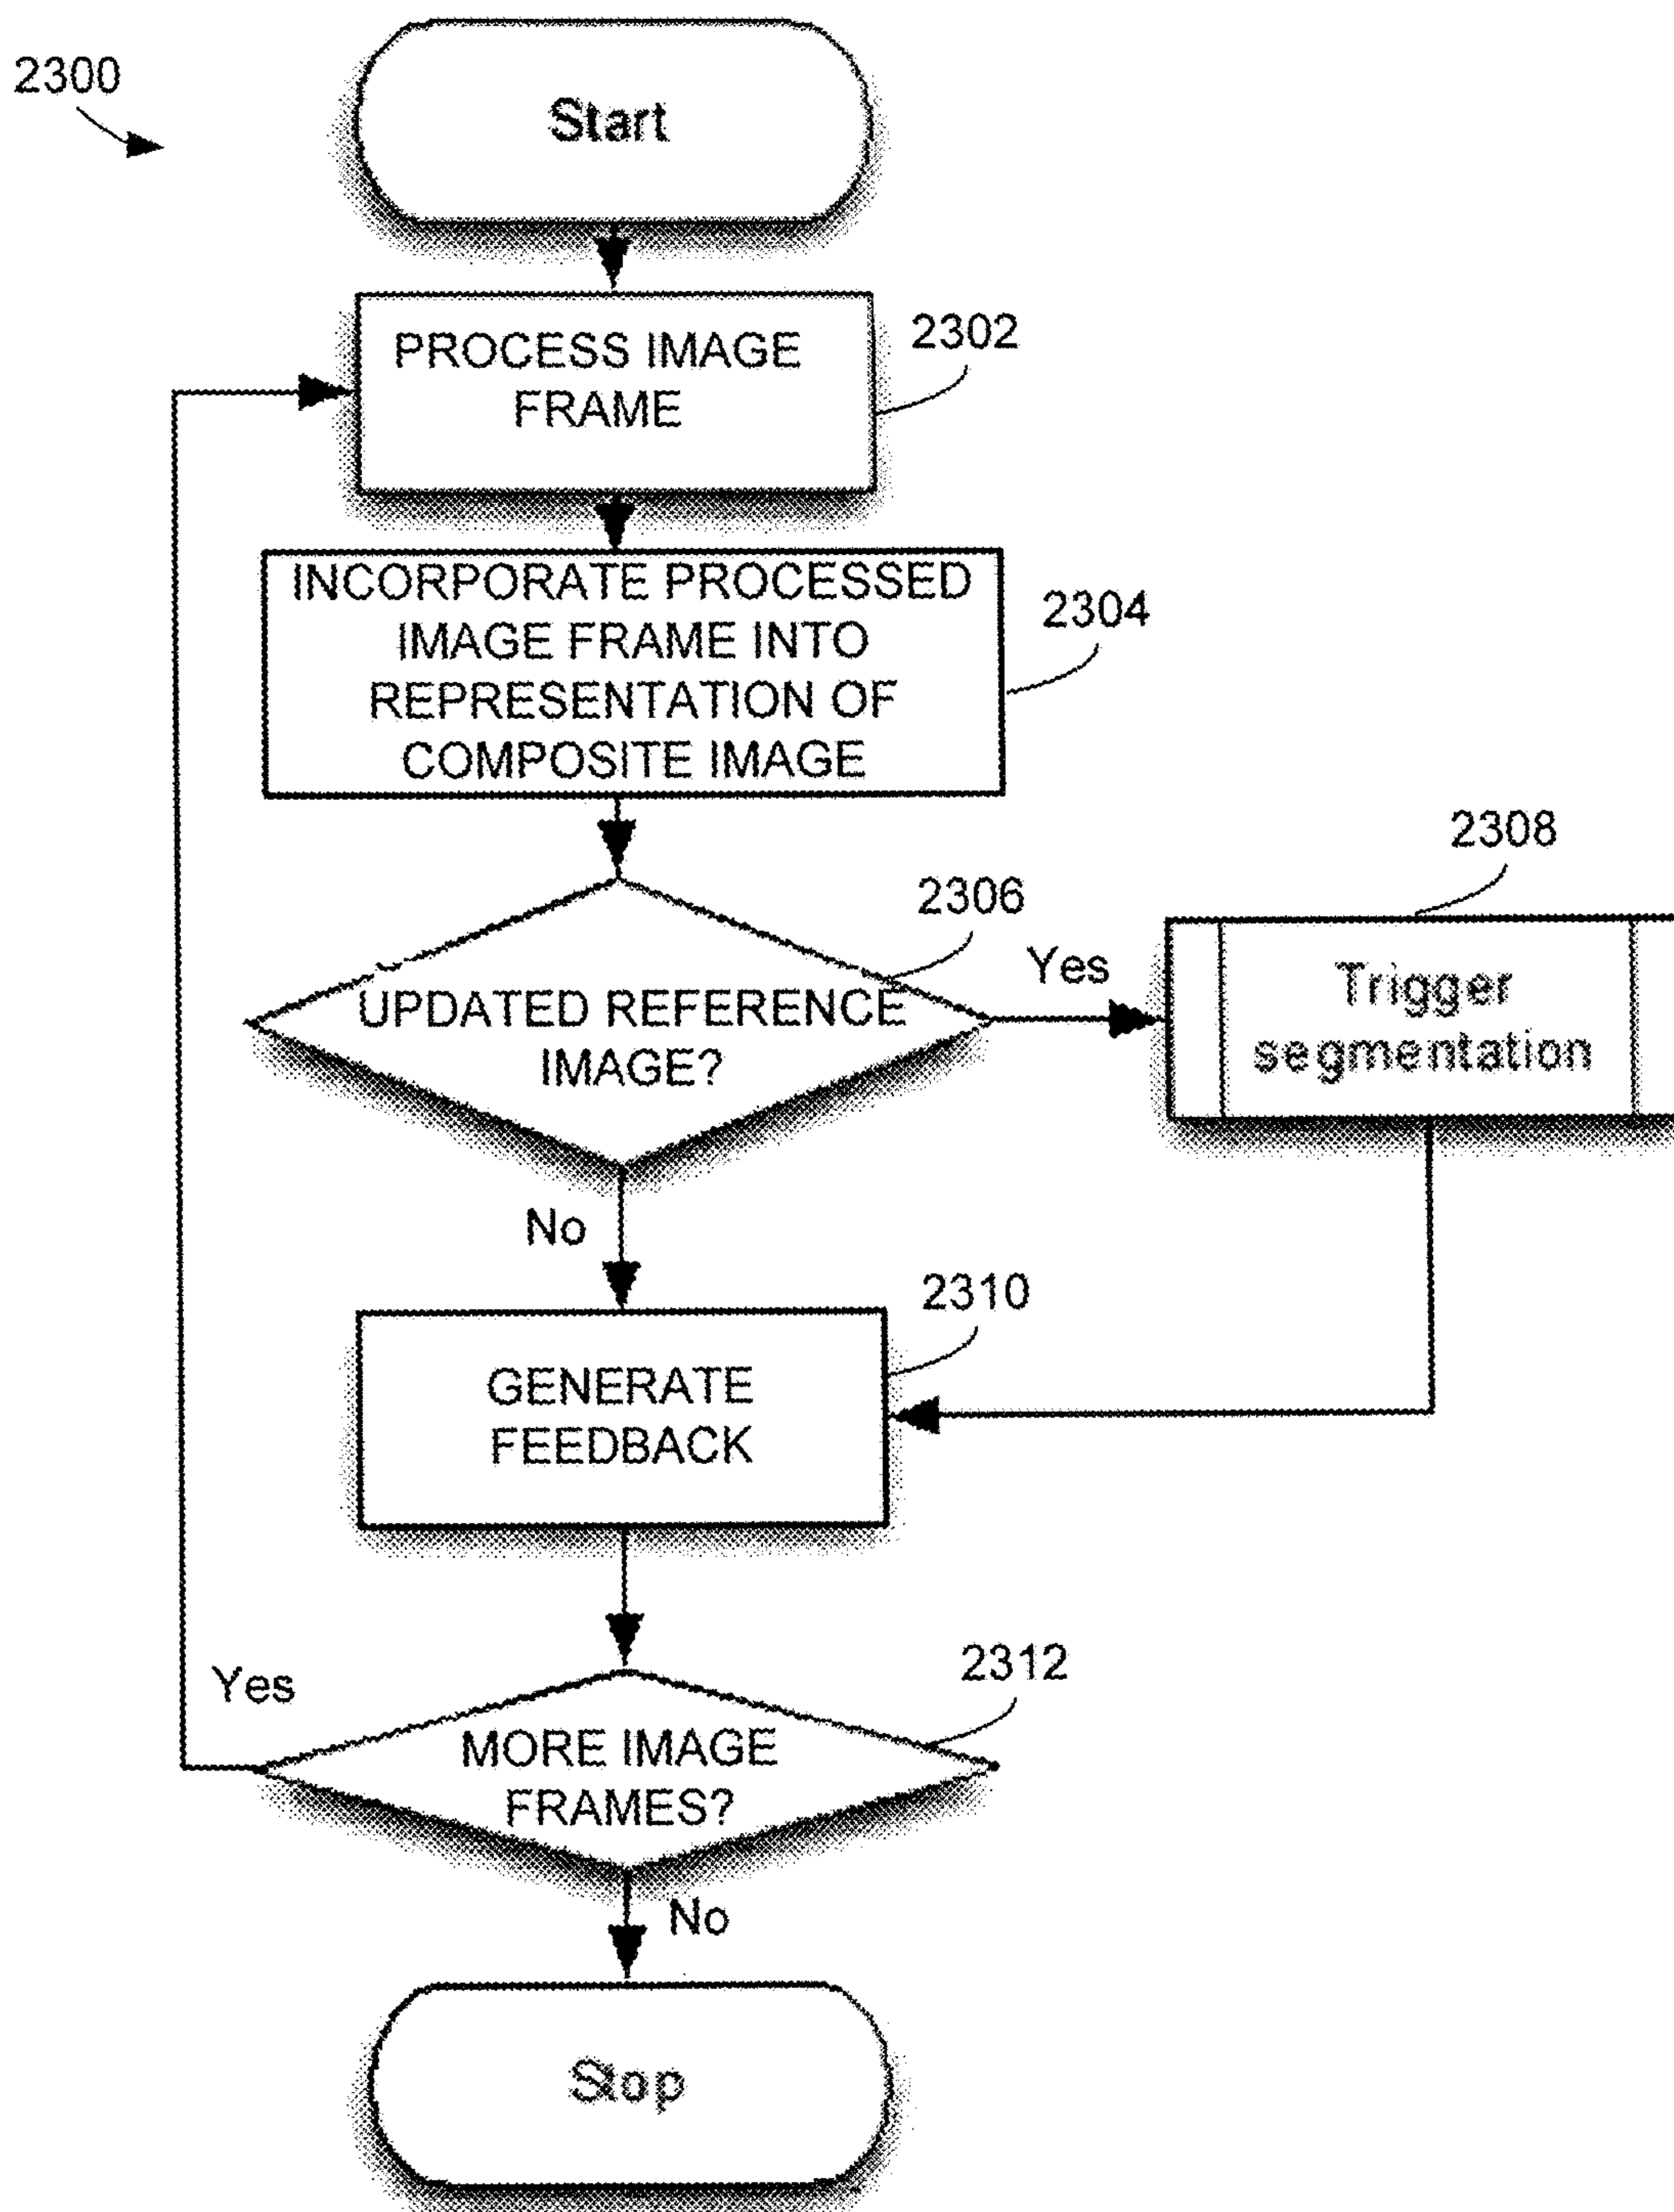 2300
Start
PROCESS IMAGE
FRAME
2302
INCORPORATE PROCESSED
IMAGE FRAME INTO
REPRESENTATION OF
COMPOSITE IMAGE
2304
UPDATED REFERENCE
IMAGE?
2306
Yes
2308
Trigger
segmentation
No
2310
GENERATE
FEEDBACK
Yes
MORE IMAGE
FRAMES?
2312
No
Stop